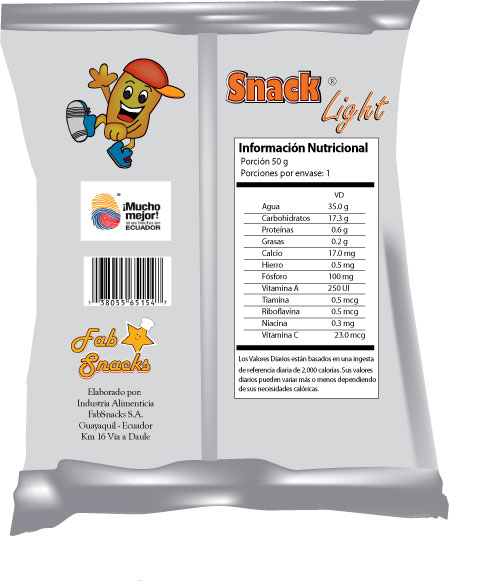 Snack ®
Light
Información Nutricional
Porción 50 g
Porciones por envase: 1
VD
Agua 35.0 g
Carbohidratos 17.3 g
Proteínas 0.6 g
Grasas 0.2 g
Calcio 17.0 mg
Hierro 0.5 mg
Fósforo 100 mg
Vitamina A 250 UI
Tiamina 0.5 mcg
Riboflavina 0.5 mcg
Niacina 0.3 mg
Vitamina C 23.0 mcg
Los Valores Diarios están basados en una ingesta
de referencia diaria de 2,000 calorías. Sus valores
diarios pueden variar más o menos dependiendo
de sus necesidades calóricas.
¡Mucho
mejor!
si es hecho en
ECUADOR
1 38055 65154 7
Fab
Snacks
Elaborado por:
Industria Alimenticia
FabSnacks S.A.
Guayaquil - Ecuador
Km 16 Via a Daule